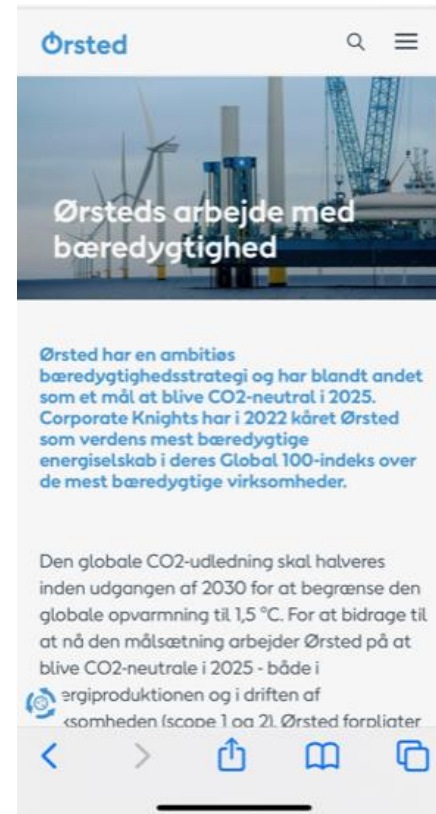 Ørsted
Ørsteds arbejde med
bæredygtighed
Ørsted har en ambitiøs
bæredygtighedsstrategi og har blandt andet
som et mål at blive CO2-neutral i 2025.
Corporate Knights har i 2022 kåret Ørsted
som verdens mest bæredygtige
energiselskab i deres Global 100-indeks over
de mest bæredygtige virksomheder.
Den globale CO2-udledning skal halveres
inden udgangen af 2030 for at begrænse den
globale opvarmning til 1,5 °C. For at bidrage til
at nå den målsætning arbejder Ørsted på at
blive CO2-neutrale i 2025 - både i
ergiproduktionen og i driften af
ksomheden (scope 1 og 2). Ørsted forpligter